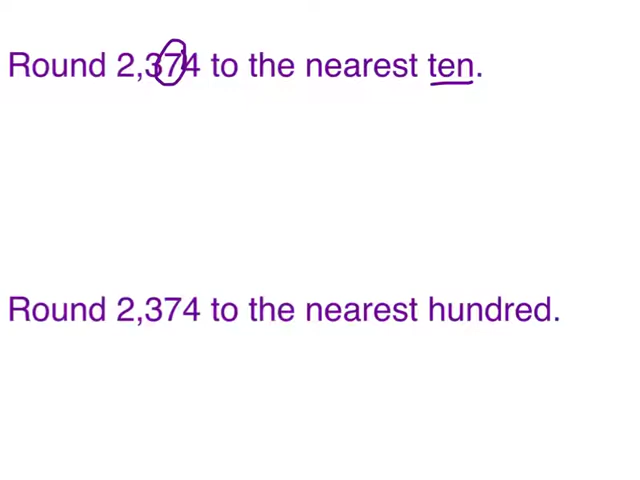 Round 2,374 to the nearest ten.
Round 2,374 to the nearest hundred.